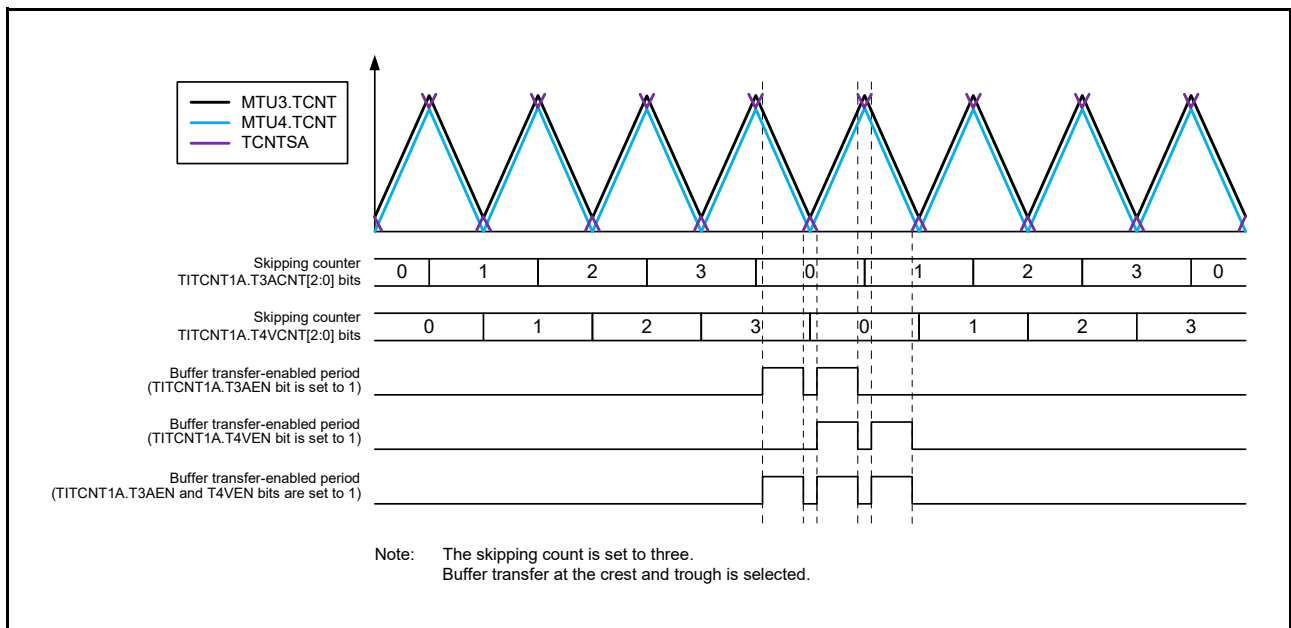 MTU3.TCNT
MTU4.TCNT
TCNTSA
Skipping counter
TITCNT1A.T3ACNT[2:0] bits
0 1 2 3 0 1 2 3 0
Skipping counter
TITCNT1A.T4VCNT[2:0] bits
0 1 2 3 0 1 2 3
Buffer transfer-enabled period
(TITCNT1A.T3AEN bit is set to 1)
Buffer transfer-enabled period
(TITCNT1A.T4VEN bit is set to 1)
Buffer transfer-enabled period
(TITCNT1A.T3AEN and T4VEN bits are set to 1)
Note: The skipping count is set to three.
Buffer transfer at the crest and trough is selected.